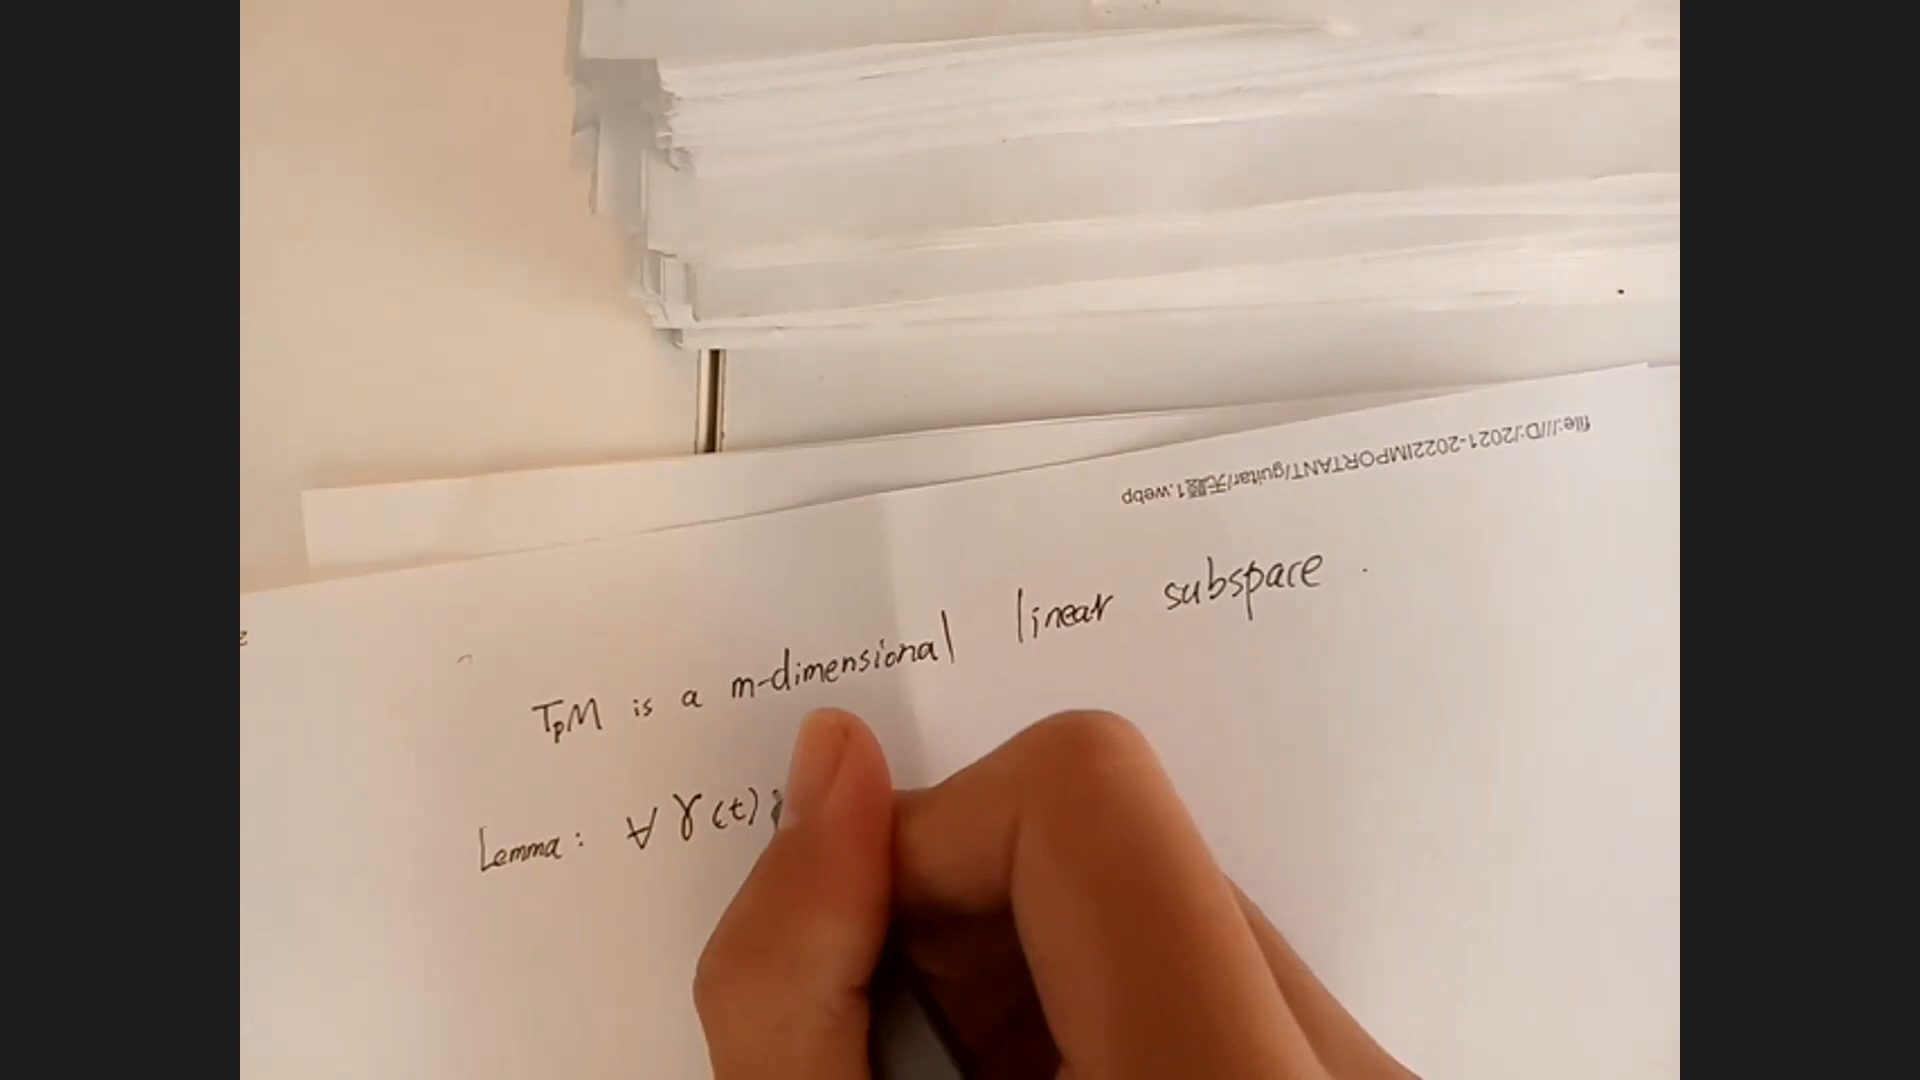 file:///D:/2021-2022IMPORTANT/guitar/无题1.webp
TpM is a m-dimensional linear subspace .
Lemma : ∀ γ(t)